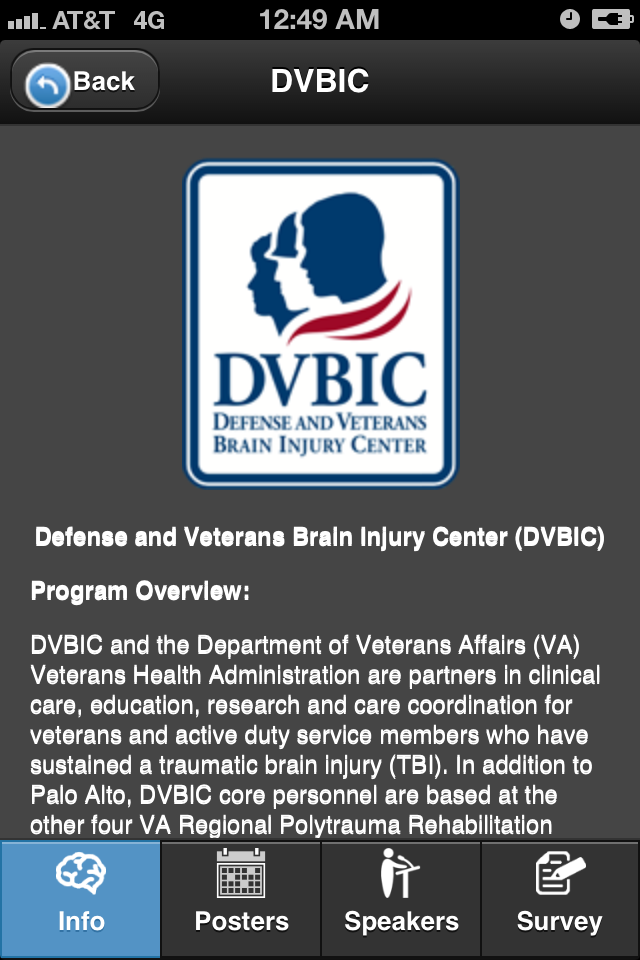 AT&T 4G 12:49 AM
Back DVBIC
DVBIC
DEFENSE AND VETERANS
BRAIN INJURY CENTER
Defense and Veterans Brain Injury Center (DVBIC)
Program Overview:
DVBIC and the Department of Veterans Affairs (VA)
Veterans Health Administration are partners in clinical
care, education, research and care coordination for
veterans and active duty service members who have
sustained a traumatic brain injury (TBI). In addition to
Palo Alto, DVBIC core personnel are based at the
other four VA Regional Polytrauma Rehabilitation
Info Posters Speakers Survey